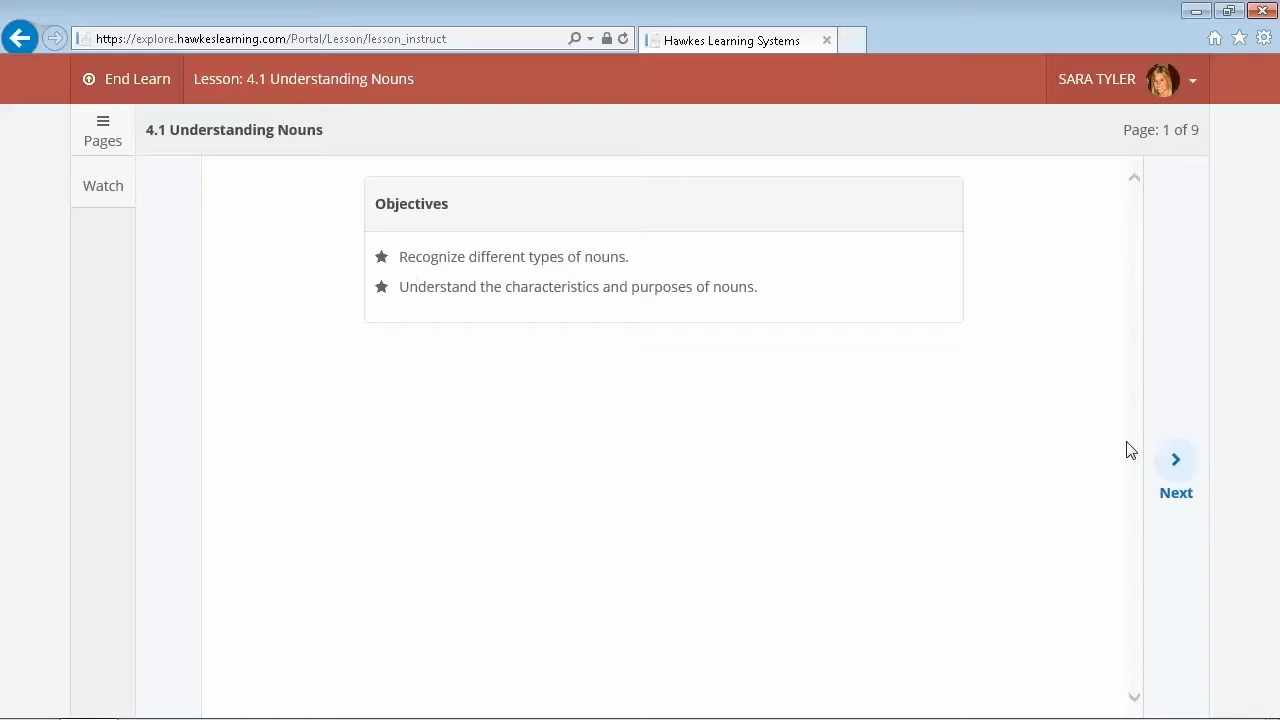 https://explore.hawkeslearning.com/Portal/Lesson/lesson_instruct
Hawkes Learning Systems
End Learn
Lesson: 4.1 Understanding Nouns
SARA TYLER
Pages
4.1 Understanding Nouns
Page: 1 of 9
Watch
Objectives
Recognize different types of nouns.
Understand the characteristics and purposes of nouns.
Next